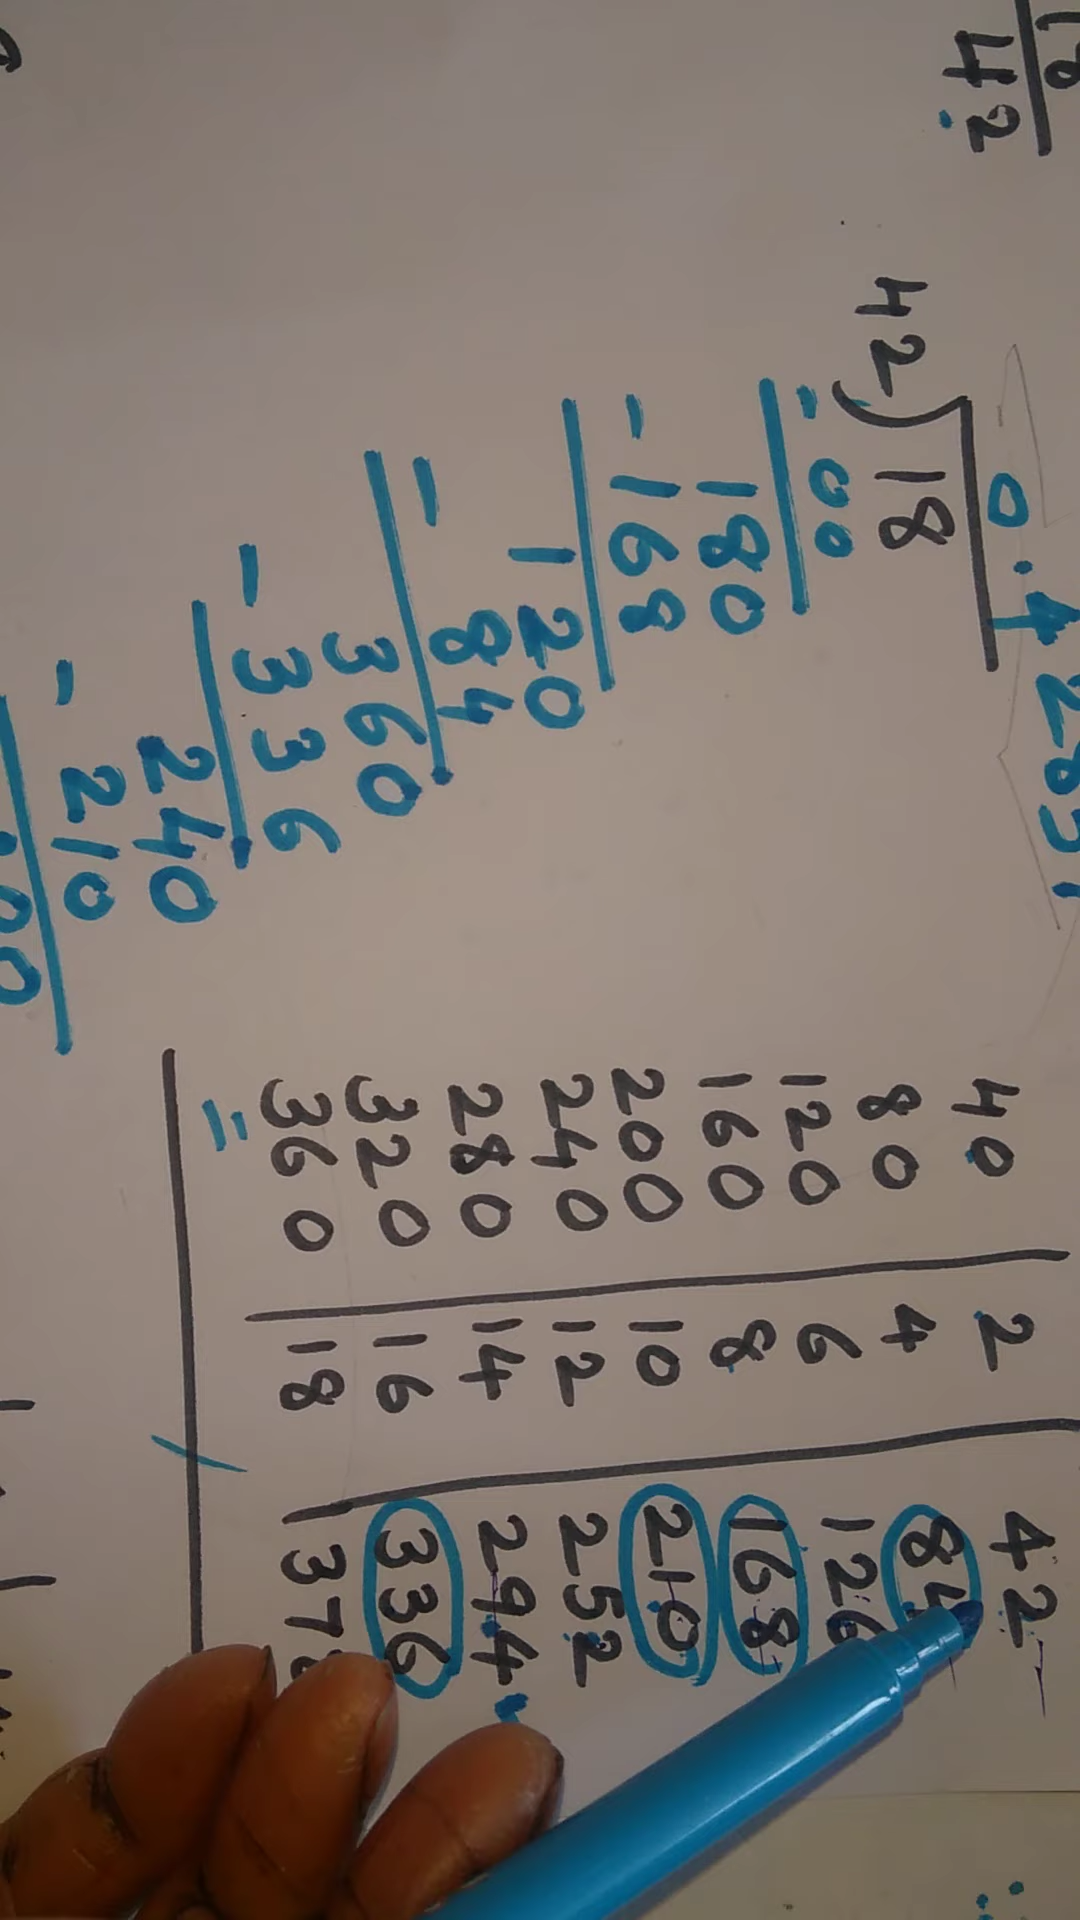 18
42
0.4285
42)18
- 00
180
- 168
120
- 84
360
- 336
240
- 210
00
40 2 42
80 4 84
120 6 126
160 8 168
200 10 210
240 12 252
280 14 294
320 16 336
360 18 37
=